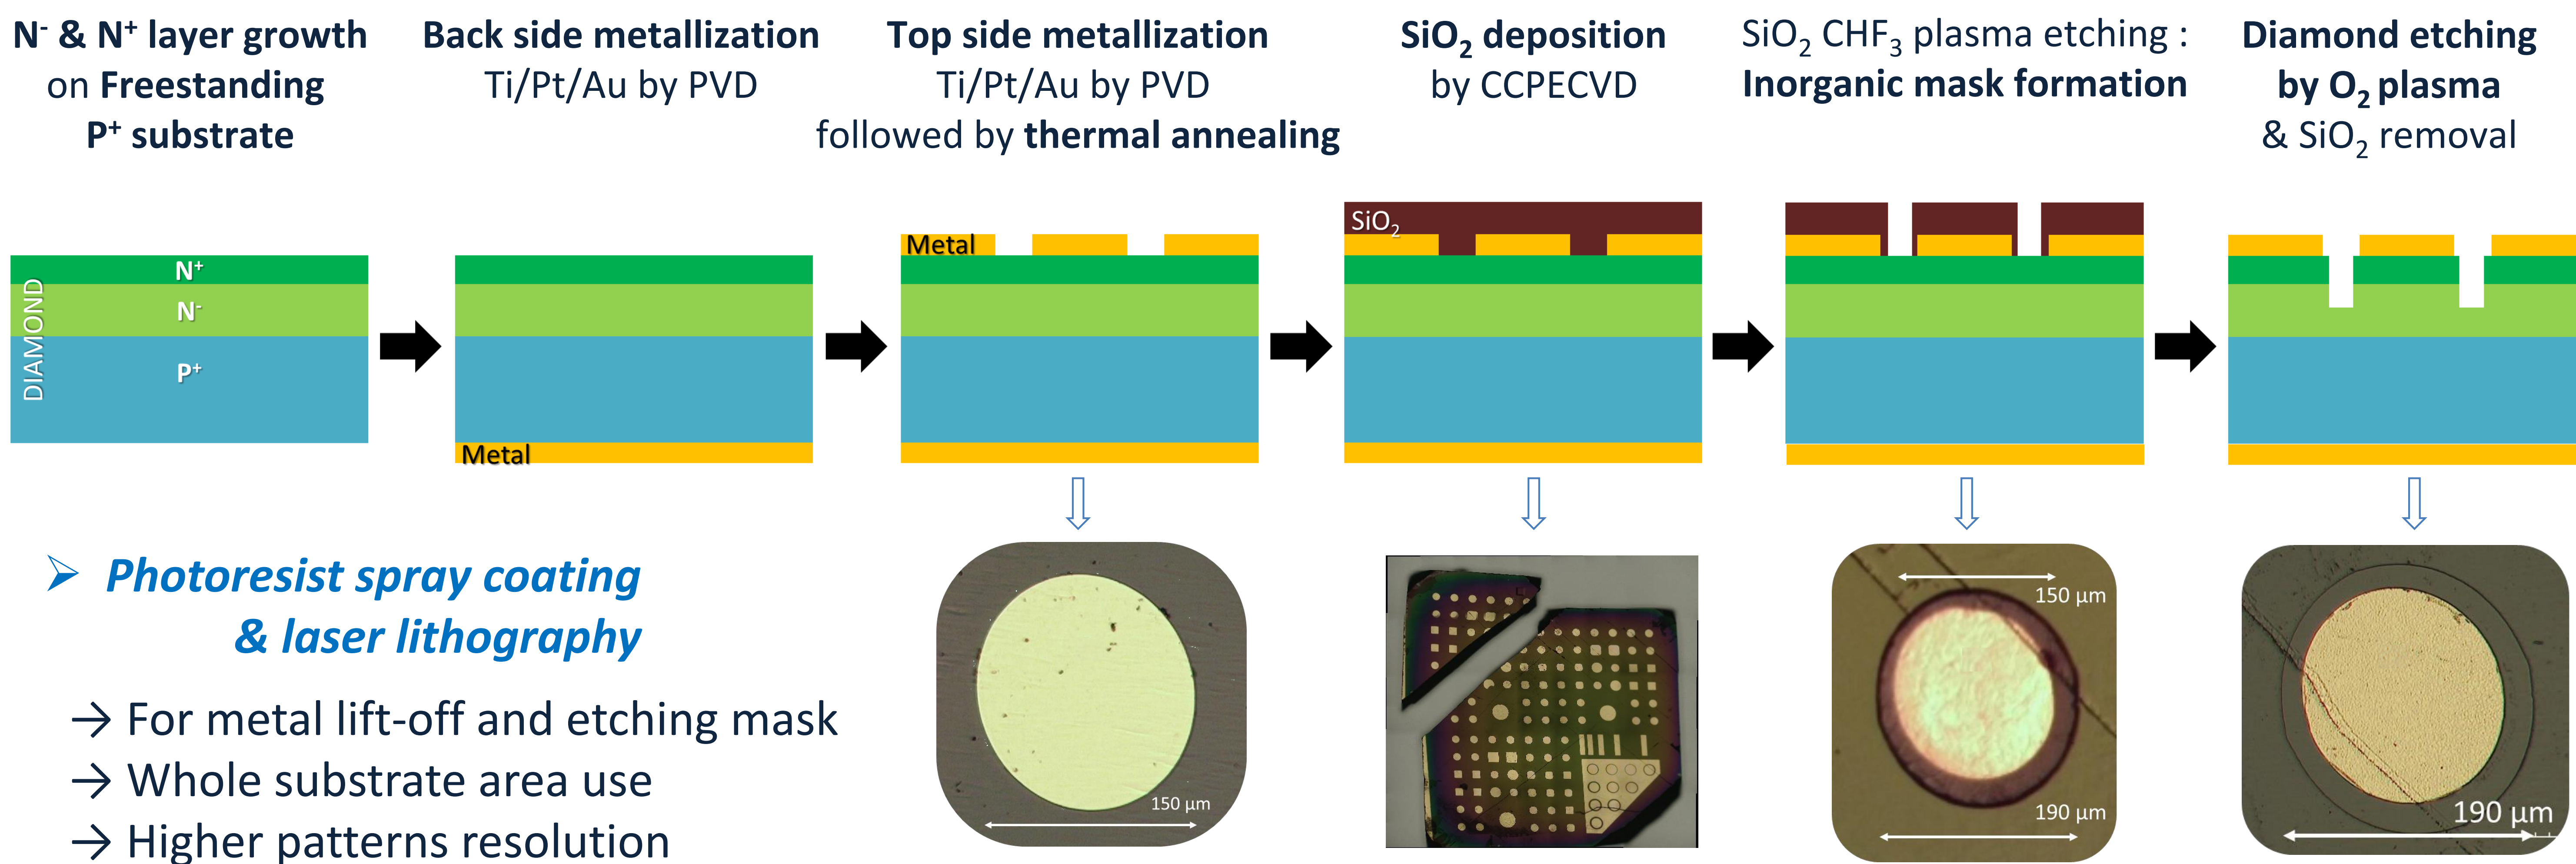 N⁻ & N⁺ layer growth
on Freestanding
P⁺ substrate
Back side metallization
Ti/Pt/Au by PVD
Top side metallization
Ti/Pt/Au by PVD
followed by thermal annealing
SiO₂ deposition
by CCPECVD
SiO₂ CHF₃ plasma etching :
Inorganic mask formation
Diamond etching
by O₂ plasma
& SiO₂ removal
DIAMOND
N⁺
N⁻
P⁺
Metal
Metal
SiO₂
➢ Photoresist spray coating
& laser lithography
→ For metal lift-off and etching mask
→ Whole substrate area use
→ Higher patterns resolution
150 µm
150 µm
190 µm
190 µm